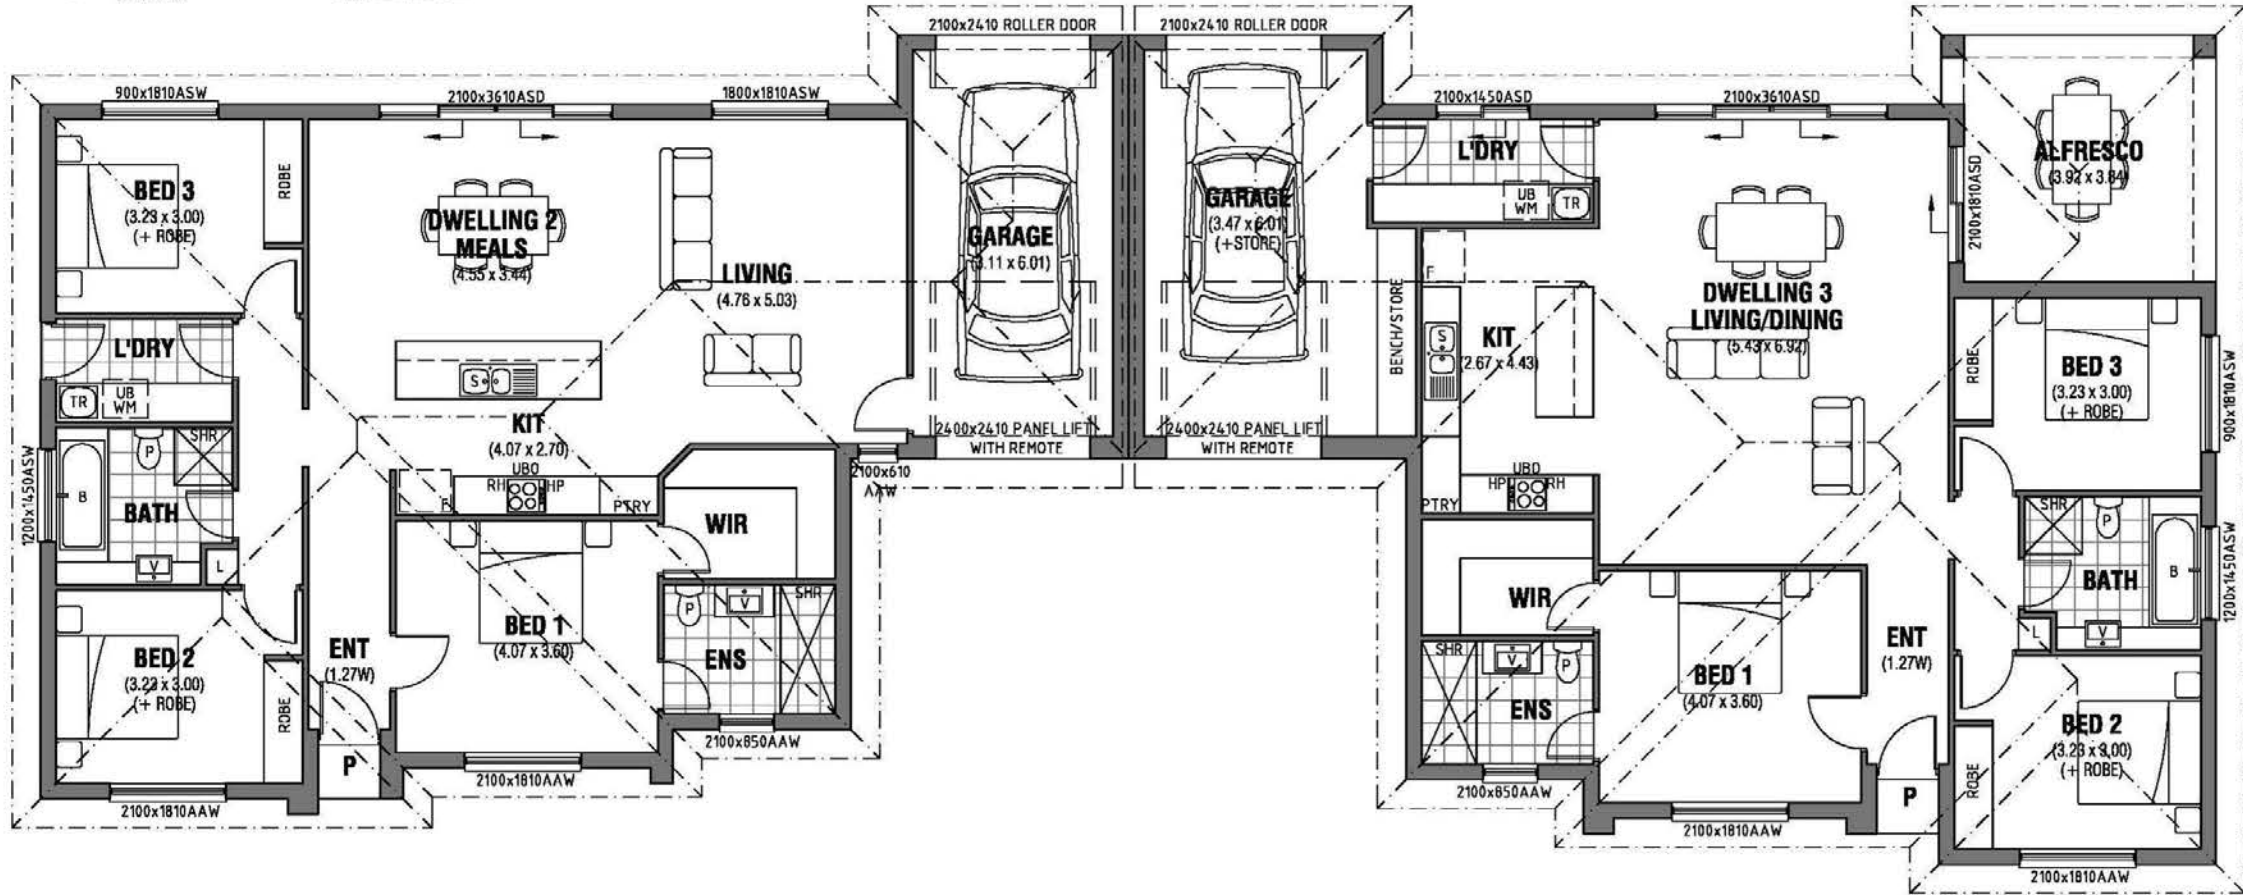 2100x2410 ROLLER DOOR
2100x2410 ROLLER DOOR
900x1810ASW
2100x3610ASD
1800x1810ASW
2100x1450ASD
2100x3610ASD
BED 3
(3.23 x 3.00)
(+ ROBE)
ROBE
DWELLING 2
MEALS
(4.55 x 3.44)
LIVING
(4.76 x 5.03)
GARAGE
(3.11 x 6.01)
GARAGE
(3.47 x 6.01)
(+STORE)
BENCH/STORE
L'DRY
UB
WM
TR
ALFRESCO
(3.92 x 3.84)
2100x1810ASD
DWELLING 3
LIVING/DINING
(5.43 x 6.92)
F
KIT
(2.67 x 4.43)
S
L'DRY
TR
UB
WM
S
KIT
(4.07 x 2.70)
UBO
RH
HP
PTRY
2400x2410 PANEL LIFT
WITH REMOTE
2400x2410 PANEL LIFT
WITH REMOTE
2100x610
AAW
ROBE
BED 3
(3.23 x 3.00)
(+ ROBE)
900x1810ASW
1200x1450ASW
B
P
SHR
BATH
V
L
WIR
UBO
HP
RH
PTRY
WIR
SHR
P
B
BATH
V
L
1200x1450ASW
BED 2
(3.23 x 3.00)
(+ ROBE)
ROBE
ENT
(1.27W)
P
BED 1
(4.07 x 3.60)
P
V
SHR
ENS
SHR
V
P
ENS
BED 1
(4.07 x 3.60)
ENT
(1.27W)
P
ROBE
BED 2
(3.23 x 3.00)
(+ ROBE)
2100x1810AAW
2100x1810AAW
2100x850AAW
2100x850AAW
2100x1810AAW
2100x1810AAW